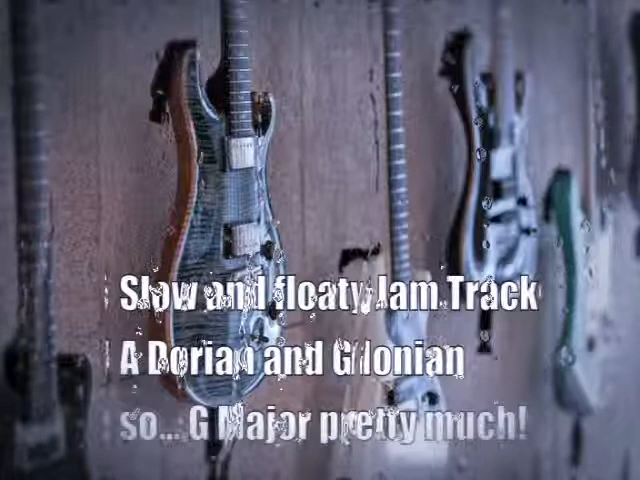 Slow and floaty Jam Track
A Dorian and G Ionian
so... G Major pretty much!